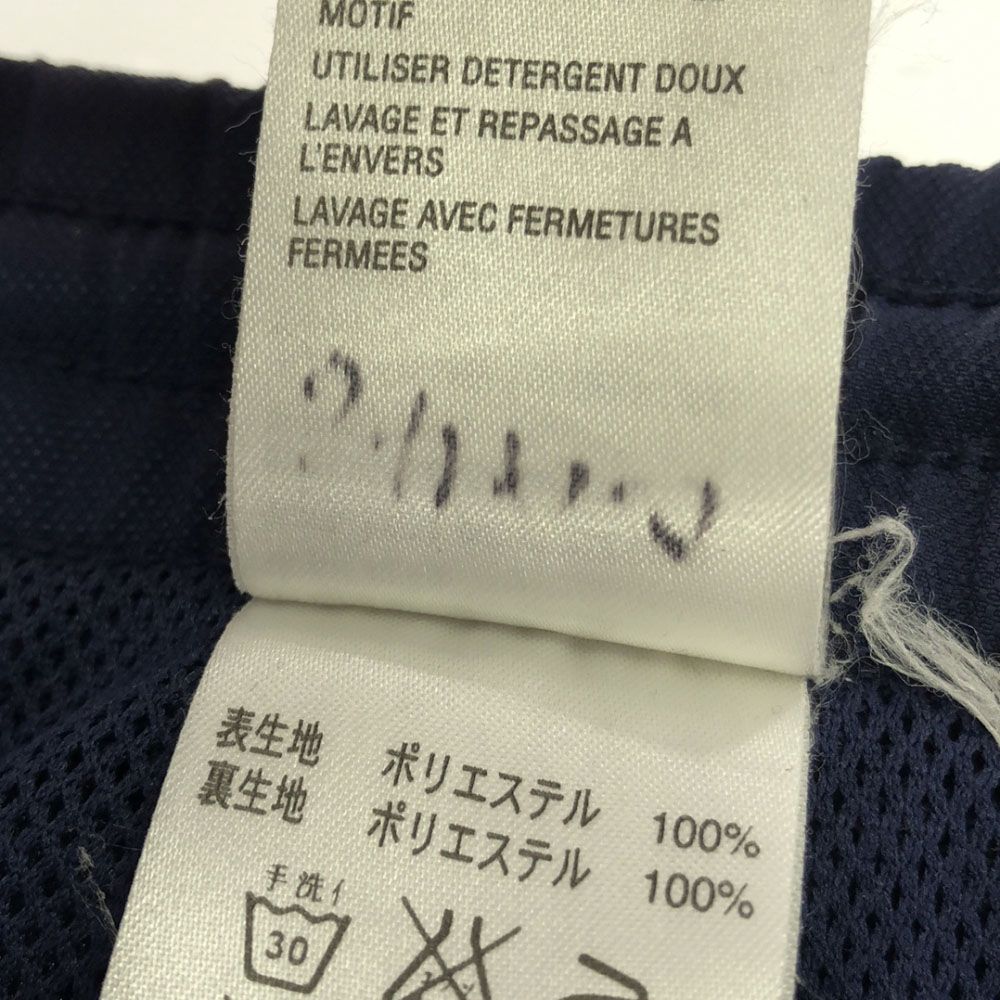 MOTIF
UTILISER DETERGENT DOUX
LAVAGE ET REPASSAGE A
L'ENVERS
LAVAGE AVEC FERMETURES
FERMEES
表生地 ポリエステル 100%
裏生地 ポリエステル 100%
手洗イ
30